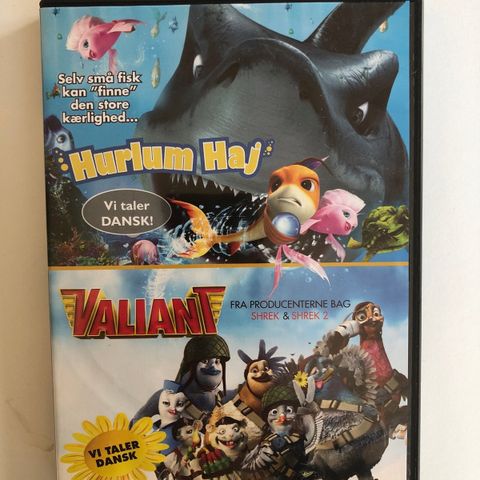 Selv små fisk
kan "finne"
den store
kærlighed...
Hurlum Haj
Vi taler
DANSK!
VALIANT
FRA PRODUCENTERNE BAG
SHREK & SHREK 2
VI TALER
DANSK